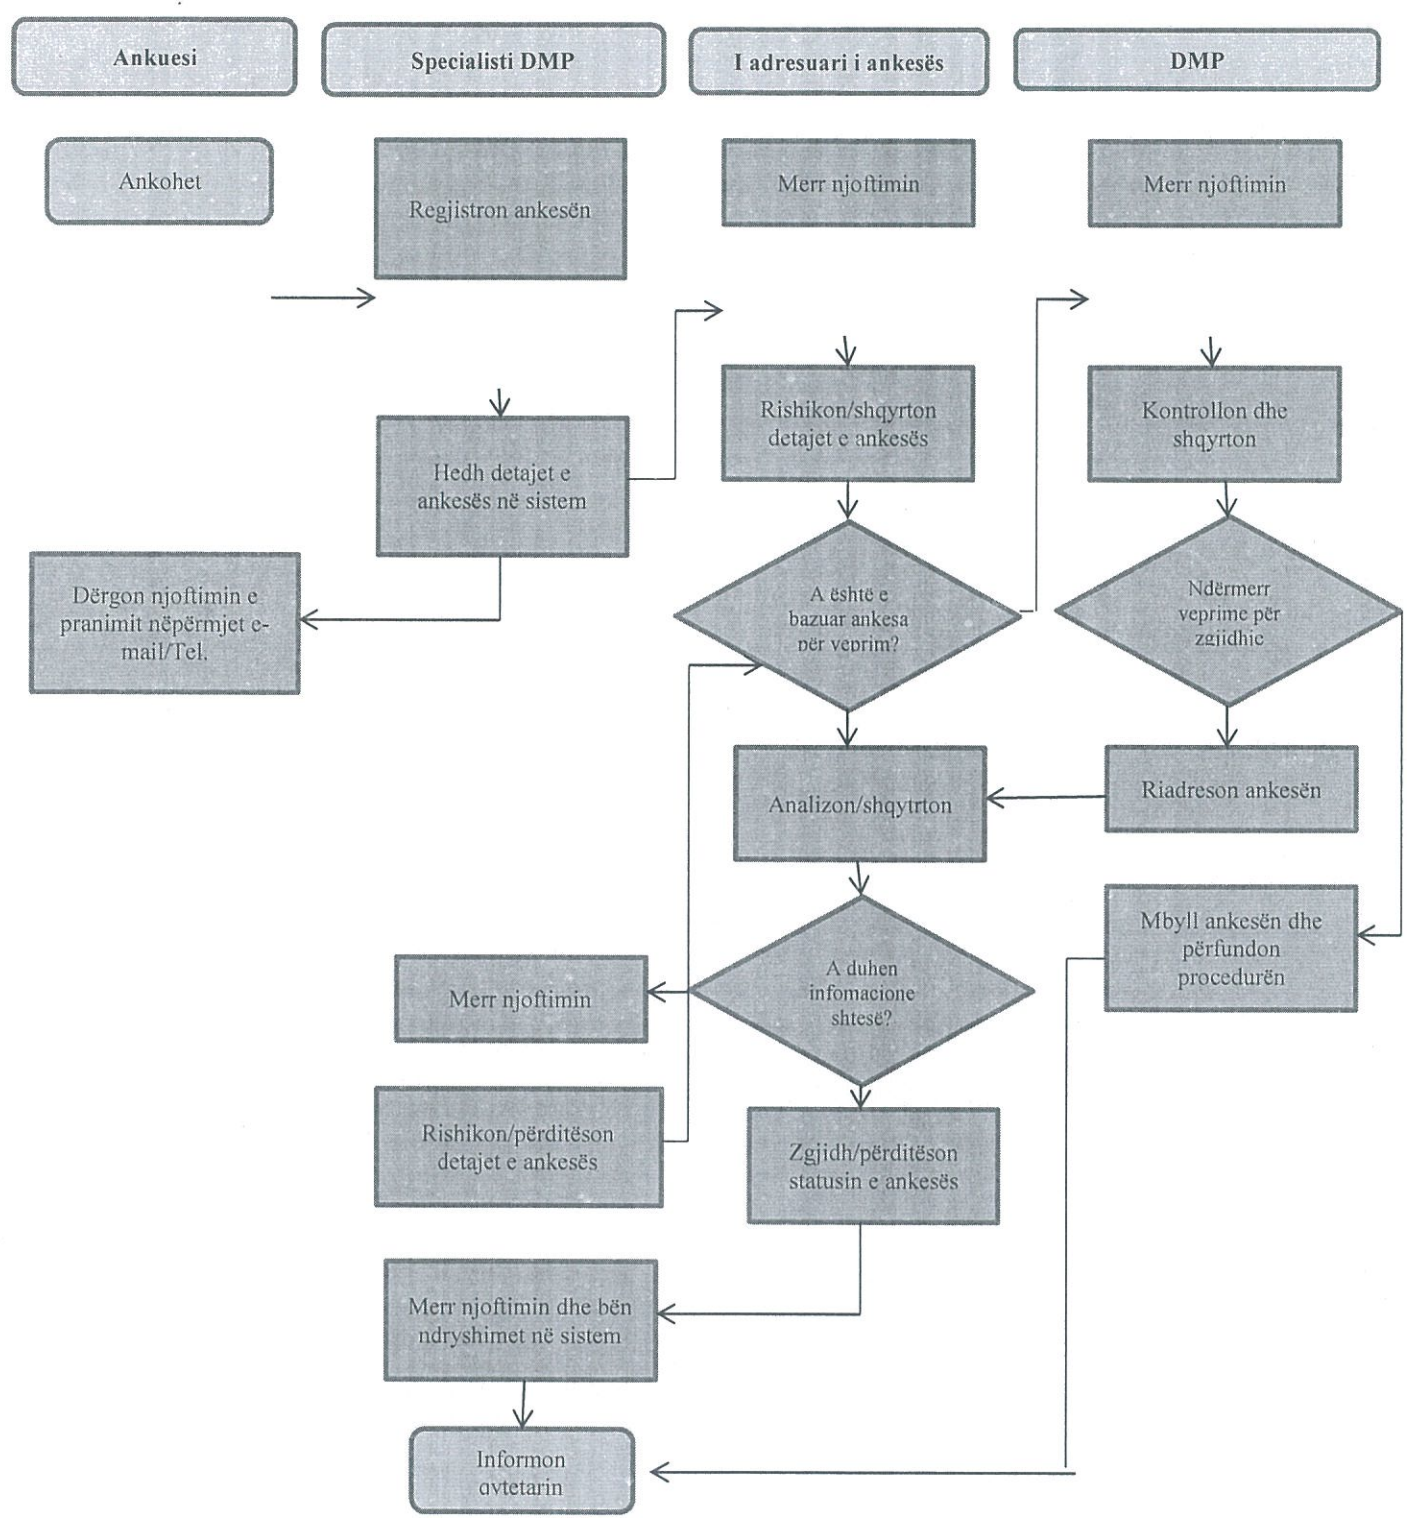 Ankuesi
Specialisti DMP
I adresuari i ankesës
DMP
Ankohet
Regjistron ankesën
Merr njoftimin
Merr njoftimin
Rishikon/shqyrton
detajet e ankesës
Kontrollon dhe
shqyrton
Hedh detajet e
ankesës në sistem
Dërgon njoftimin e
pranimit nëpërmjet e-
mail/Tel.
A është e
bazuar ankesa
për veprim?
Ndërmerr
veprime për
zgjidhje
Analizon/shqytrton
Riadreson ankesën
Mbyll ankesën dhe
përfundon
procedurën
A duhen
infomacione
shtesë?
Merr njoftimin
Rishikon/përditëson
detajet e ankesës
Zgjidh/përditëson
statusin e ankesës
Merr njoftimin dhe bën
ndryshimet në sistem
Informon
qytetarin